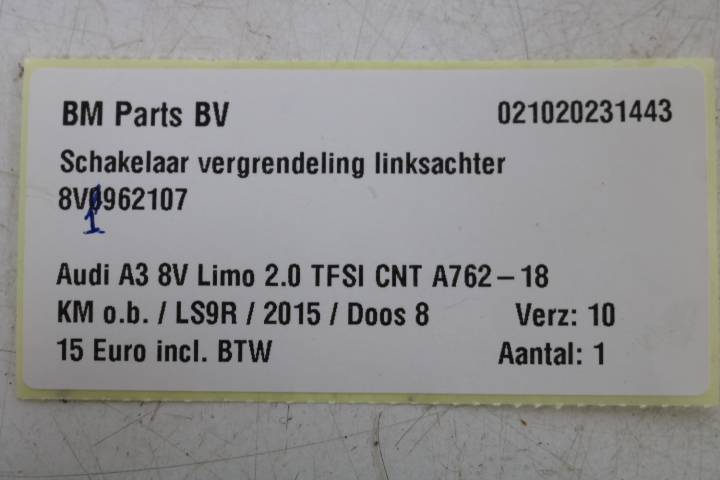 BM Parts BV 021020231443
Schakelaar vergrendeling linksachter
8V0962107
1
Audi A3 8V Limo 2.0 TFSI CNT A762-18
KM o.b. / LS9R / 2015 / Doos 8 Verz: 10
15 Euro incl. BTW Aantal: 1